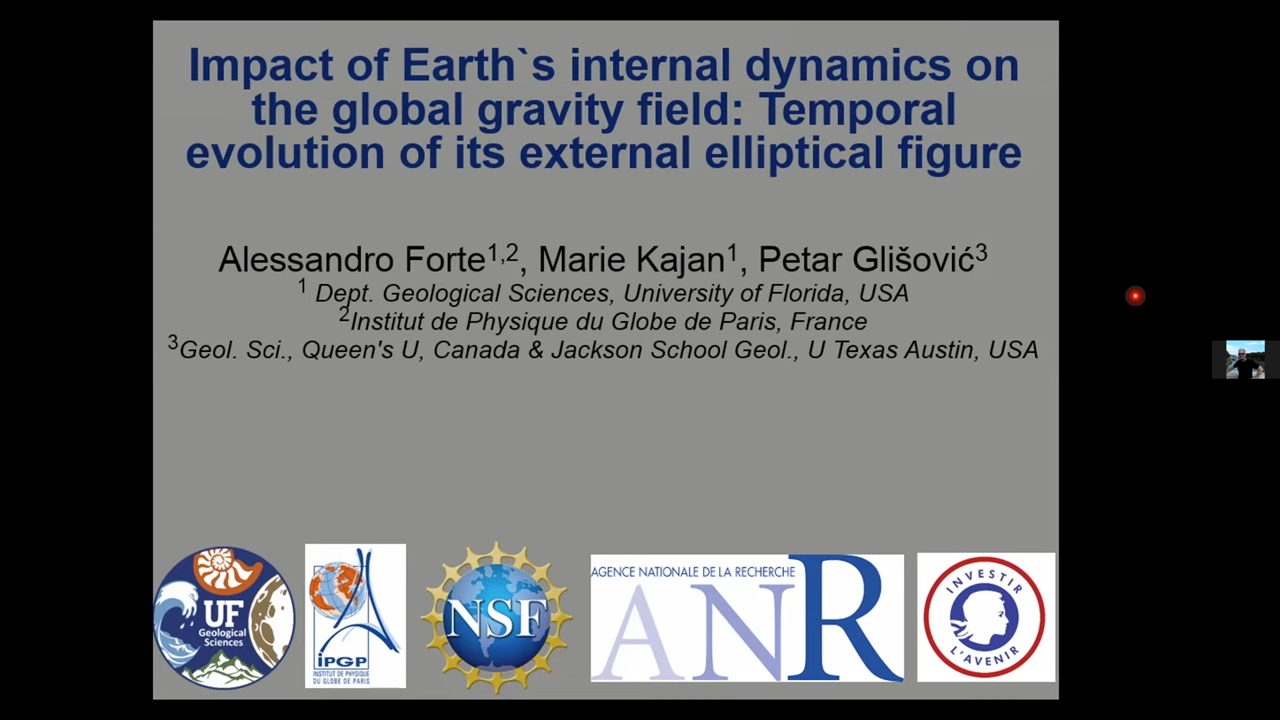 Impact of Earth`s internal dynamics on
the global gravity field: Temporal
evolution of its external elliptical figure
Alessandro Forte1,2, Marie Kajan1, Petar Glišović3
1 Dept. Geological Sciences, University of Florida, USA
2Institut de Physique du Globe de Paris, France
3Geol. Sci., Queen's U, Canada & Jackson School Geol., U Texas Austin, USA
UF
Geological
Sciences
iPGP
INSTITUT DE PHYSIQUE
DU GLOBE DE PARIS
NSF
AGENCE NATIONALE DE LA RECHERCHE
ANR
INVESTIR
L'AVENIR